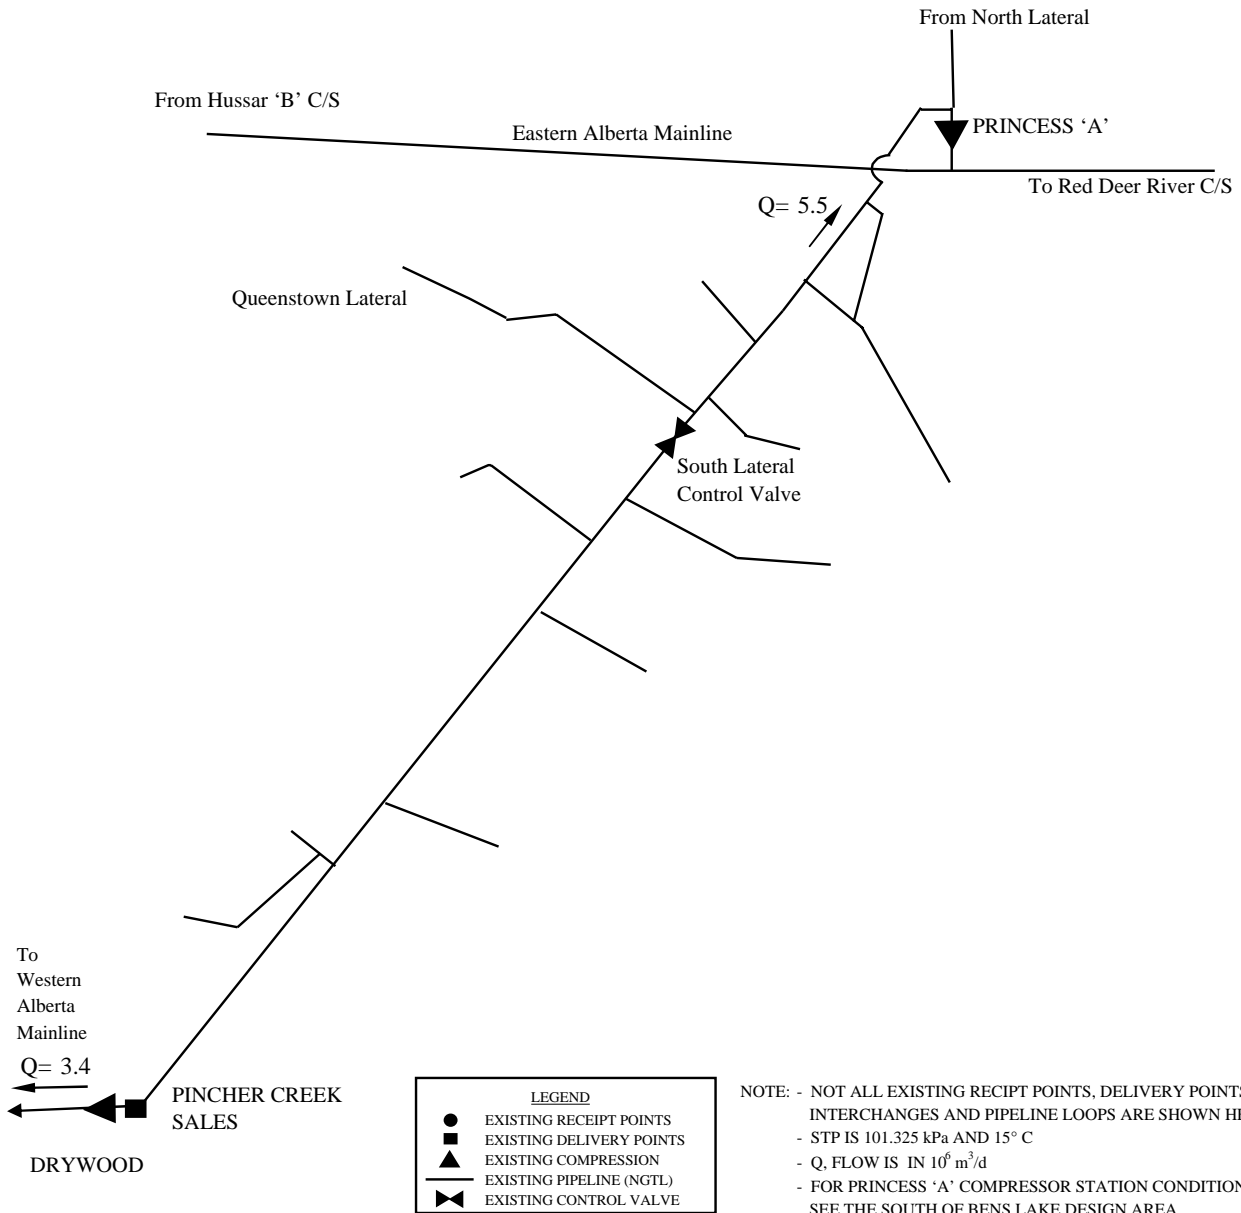 From North Lateral
From Hussar ‘B’ C/S
Eastern Alberta Mainline
PRINCESS ‘A’
To Red Deer River C/S
Q= 5.5
Queenstown Lateral
South Lateral
Control Valve
To
Western
Alberta
Mainline
Q= 3.4
PINCHER CREEK
SALES
DRYWOOD
LEGEND
EXISTING RECEIPT POINTS
EXISTING DELIVERY POINTS
EXISTING COMPRESSION
EXISTING PIPELINE (NGTL)
EXISTING CONTROL VALVE
NOTE: - NOT ALL EXISTING RECIPT POINTS, DELIVERY POINTS
INTERCHANGES AND PIPELINE LOOPS ARE SHOWN
- STP IS 101.325 kPa AND 15° C
- Q, FLOW IS IN 10⁶ m³/d
- FOR PRINCESS ‘A’ COMPRESSOR STATION CONDITION
SEE THE SOUTH OF BENS LAKE DESIGN AREA